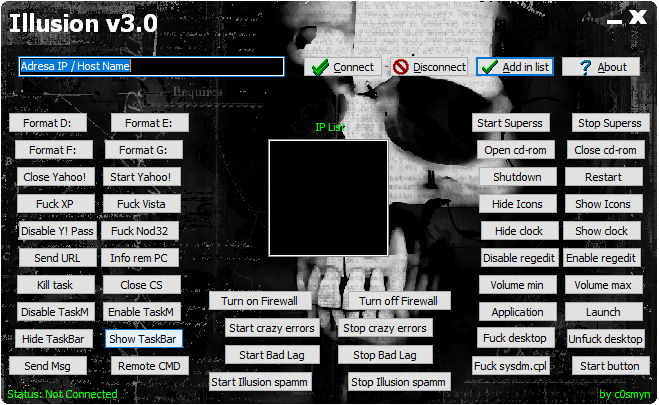 Illusion v3.0
Adresa IP / Host Name
Connect
-
Disconnect
Add in list
About
Format D:
Format E:
Format F:
Format G:
Close Yahoo!
Start Yahoo!
Fuck XP
Fuck Vista
Disable Y! Pass
Fuck Nod32
Send URL
Info rem PC
Kill task
Close CS
Disable TaskM
Enable TaskM
Hide TaskBar
Show TaskBar
Send Msg
Remote CMD
Status: Not Connected
IP List
Turn on Firewall
Turn off Firewall
Start crazy errors
Stop crazy errors
Start Bad Lag
Stop Bad Lag
Start Illusion spamm
Stop Illusion spamm
Start Superss
Stop Superss
Open cd-rom
Close cd-rom
Shutdown
Restart
Hide Icons
Show Icons
Hide clock
Show clock
Disable regedit
Enable regedit
Volume min
Volume max
Application
Launch
Fuck desktop
Unfuck desktop
Fuck sysdm.cpl
Start button
by c0smyn